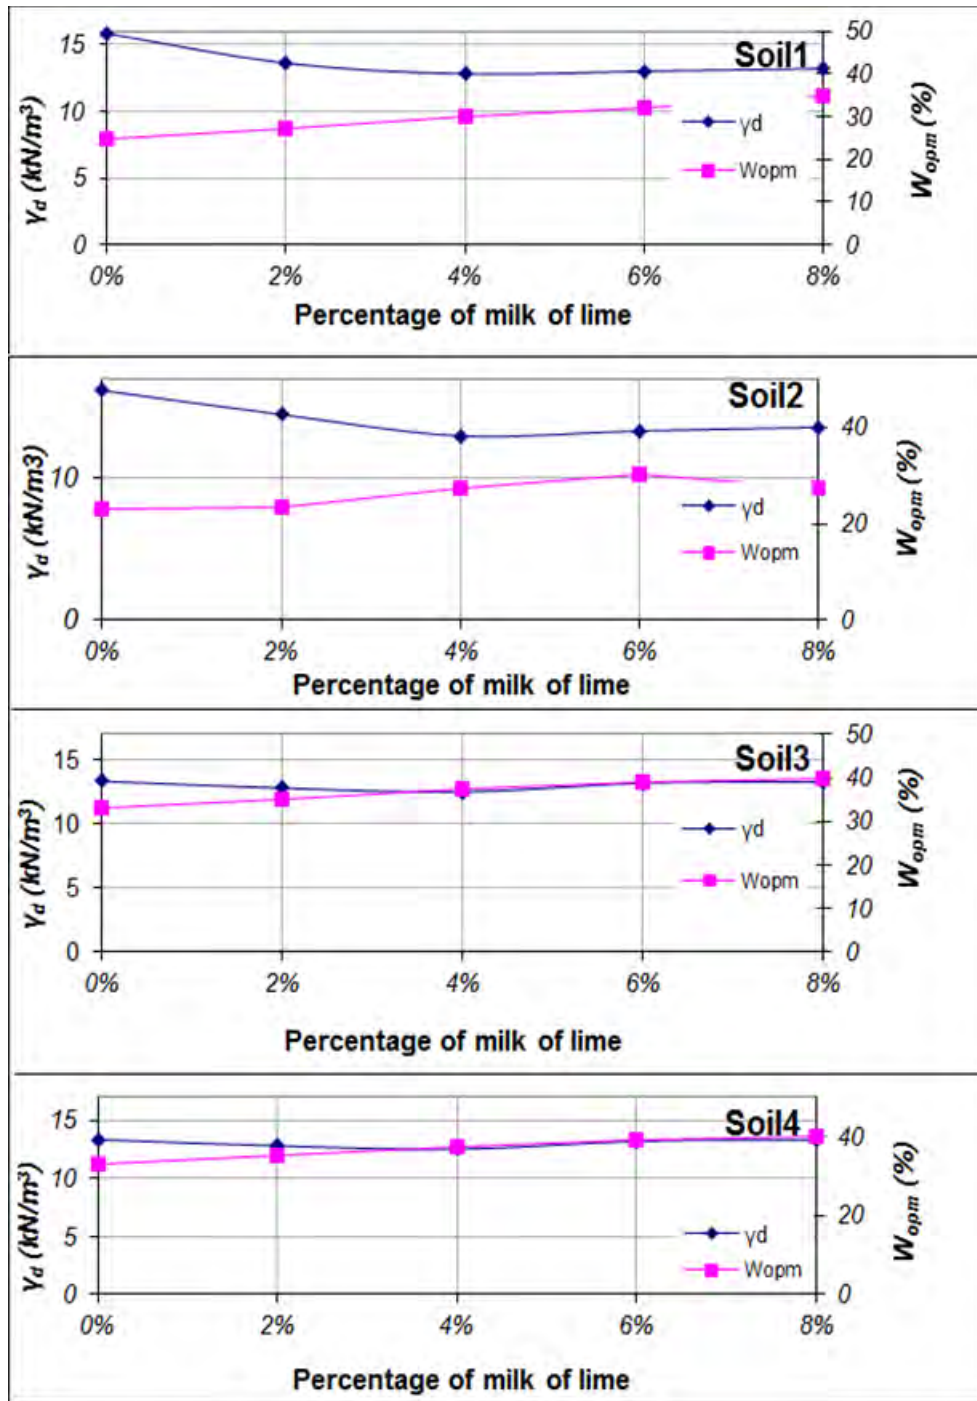 Soil1
15
10
5
0
γd (kN/m³)
50
40
30
20
10
0
Wopm (%)
γd
Wopm
0% 2% 4% 6% 8%
Percentage of milk of lime
Soil2
10
0
γd (kN/m3)
40
20
0
Wopm (%)
γd
Wopm
0% 2% 4% 6% 8%
Percentage of milk of lime
Soil3
15
10
5
0
γd (kN/m³)
50
40
30
20
10
0
Wopm (%)
γd
Wopm
0% 2% 4% 6% 8%
Percentage of milk of lime
Soil4
15
10
5
0
γd (kN/m³)
40
20
0
Wopm (%)
γd
Wopm
0% 2% 4% 6% 8%
Percentage of milk of lime